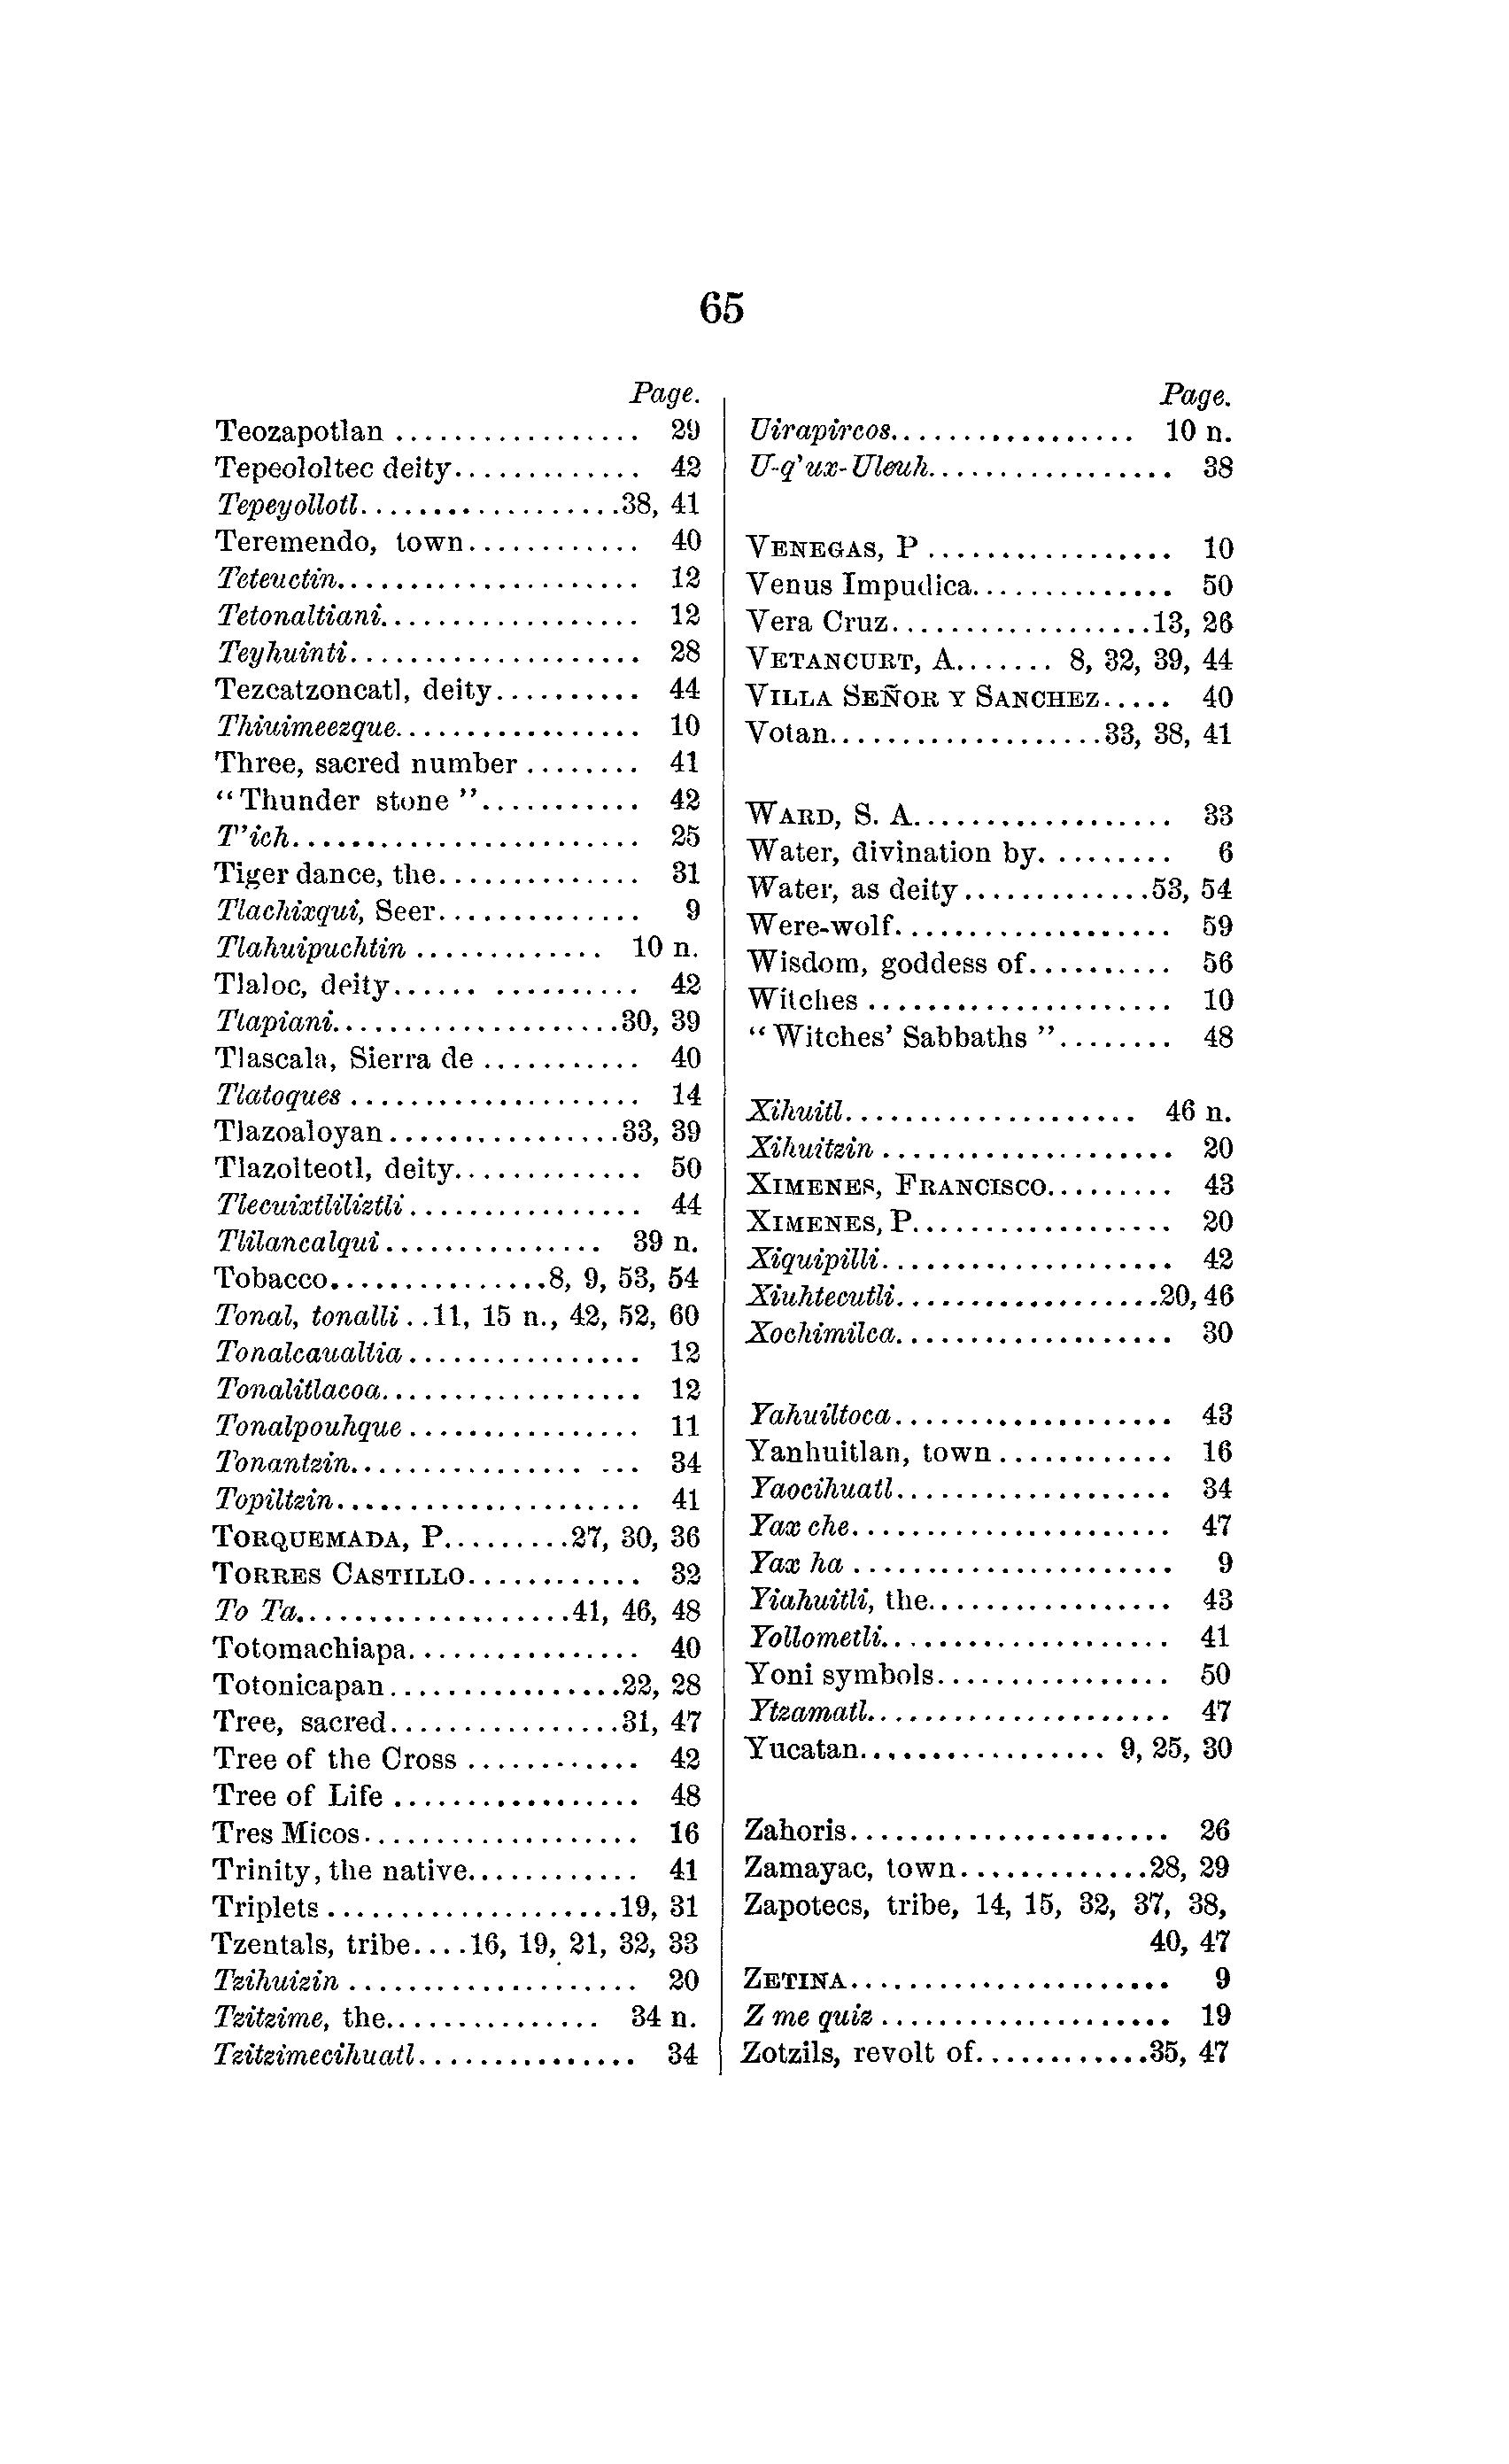 65
Page.
Teozapotlan .................. 29
Tepeololtec deity............. 42
Tepeyollotl..................38, 41
Teremendo, town............ 40
Teteuctin..................... 12
Tetonaltiani.................. 12
Teyhuinti.................... 28
Tezcatzoncatl, deity.......... 44
Thiuimeezque................. 10
Three, sacred number ........ 41
“Thunder stone”........... 42
T’ich........................ 25
Tiger dance, the.............. 31
Tlachixqui, Seer.............. 9
Tlahuipuchtin ............. 10 n.
Tlaloc, deity...... .......... 42
Tlapiani....................30, 39
Tlascala, Sierra de ........... 40
Tlatoques .................... 14
Tlazoaloyan................33, 39
Tlazolteotl, deity............. 50
Tlecuixtliliztli................ 44
Tlilancalqui............... 39 n.
Tobacco...............8, 9, 53, 54
Tonal, tonalli..11, 15 n., 42, 52, 60
Tonalcaualtia................ 12
Tonalitlacoa.................. 12
Tonalpouhque................ 11
Tonantzin................ ... 34
Topiltzin..................... 41
TORQUEMADA, P.........27, 30, 36
TORRES CASTILLO............ 32
To Ta...................41, 46, 48
Totomachiapa................ 40
Totonicapan................22, 28
Tree, sacred................31, 47
Tree of the Cross ............ 42
Tree of Life ................. 48
Tres Micos................... 16
Trinity, the native............ 41
Triplets ....................19, 31
Tzentals, tribe....16, 19, 21, 32, 33
Tzihuizin .................... 20
Tzitzime, the............... 34 n.
Tzitzimecihuatl............... 34
Page.
Uirapircos................. 10 n.
U-q'ux-Uleuh................. 38
VENEGAS, P ................. 10
Venus Impudica.............. 50
Vera Cruz..................13, 26
VETANCURT, A....... 8, 32, 39, 44
VILLA SEÑOR Y SANCHEZ..... 40
Votan...................33, 38, 41
WARD, S. A.................. 33
Water, divination by......... 6
Water, as deity.............53, 54
Were-wolf................... 59
Wisdom, goddess of.......... 56
Witches ..................... 10
“Witches’ Sabbaths”........ 48
Xihuitl.................... 46 n.
Xihuitzin .................... 20
XIMENES, FRANCISCO......... 43
XIMENES, P.................. 20
Xiquipilli.................... 42
Xiuhtecutli..................20, 46
Xochimilca................... 30
Yahuiltoca................... 43
Yanhuitlan, town............ 16
Yaocihuatl................... 34
Yax che...................... 47
Yax ha ...................... 9
Yiahuitli, the................. 43
Yollometli.................... 41
Yoni symbols................ 50
Ytzamatl..................... 47
Yucatan................. 9, 25, 30
Zahoris...................... 26
Zamayac, town.............28, 29
Zapotecs, tribe, 14, 15, 32, 37, 38,
40, 47
ZETINA...................... 9
Z me quiz .................... 19
Zotzils, revolt of............35, 47